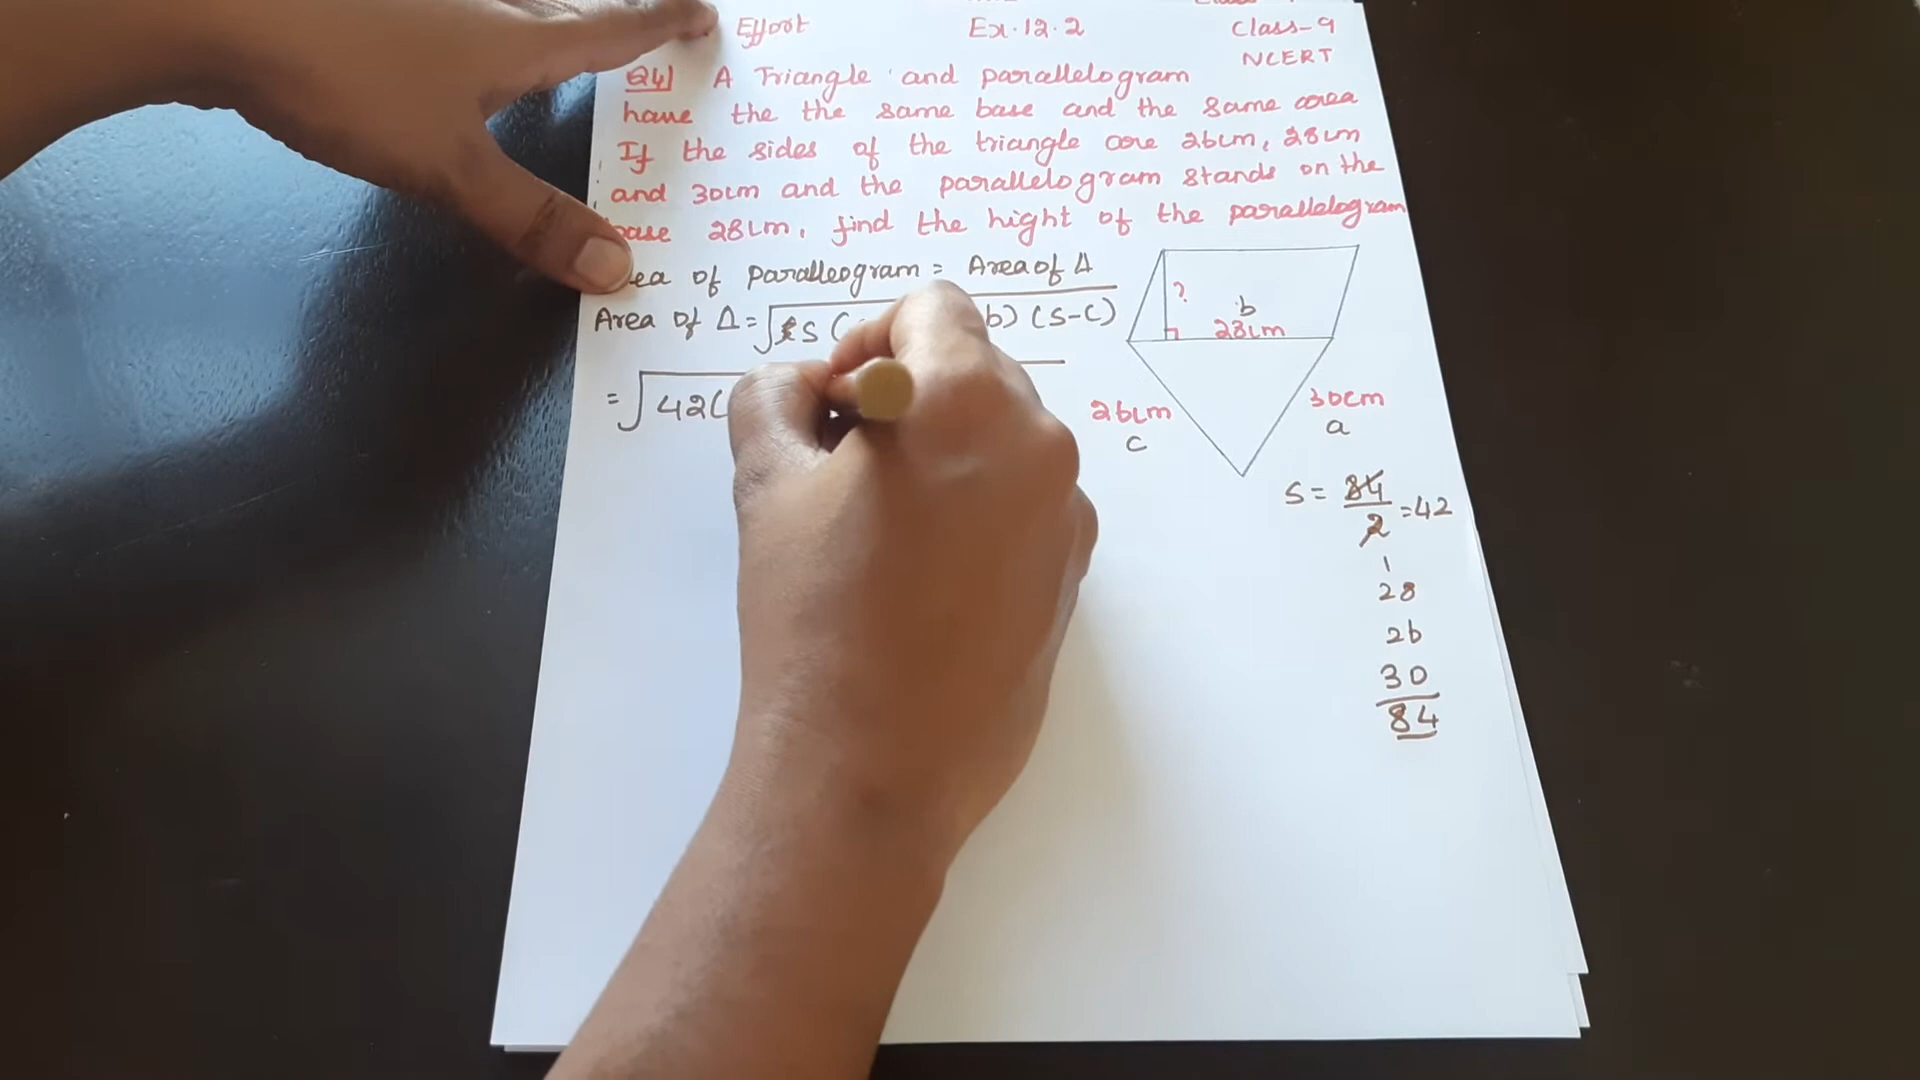 Effort Ex.12.2 Class-9
NCERT
Q4) A Triangle and parallelogram
have the the same base and the same area
If the sides of the triangle are 26cm, 28cm
and 30cm and the parallelogram stands on the
base 28cm, find the hight of the parallelogram
ea of paralleogram = Area of Δ
Area of Δ = √s ( b) (s-c)
= √42(
?
b
28cm
26cm
c
30cm
a
s = 84/2 = 42
1
28
26
30
84